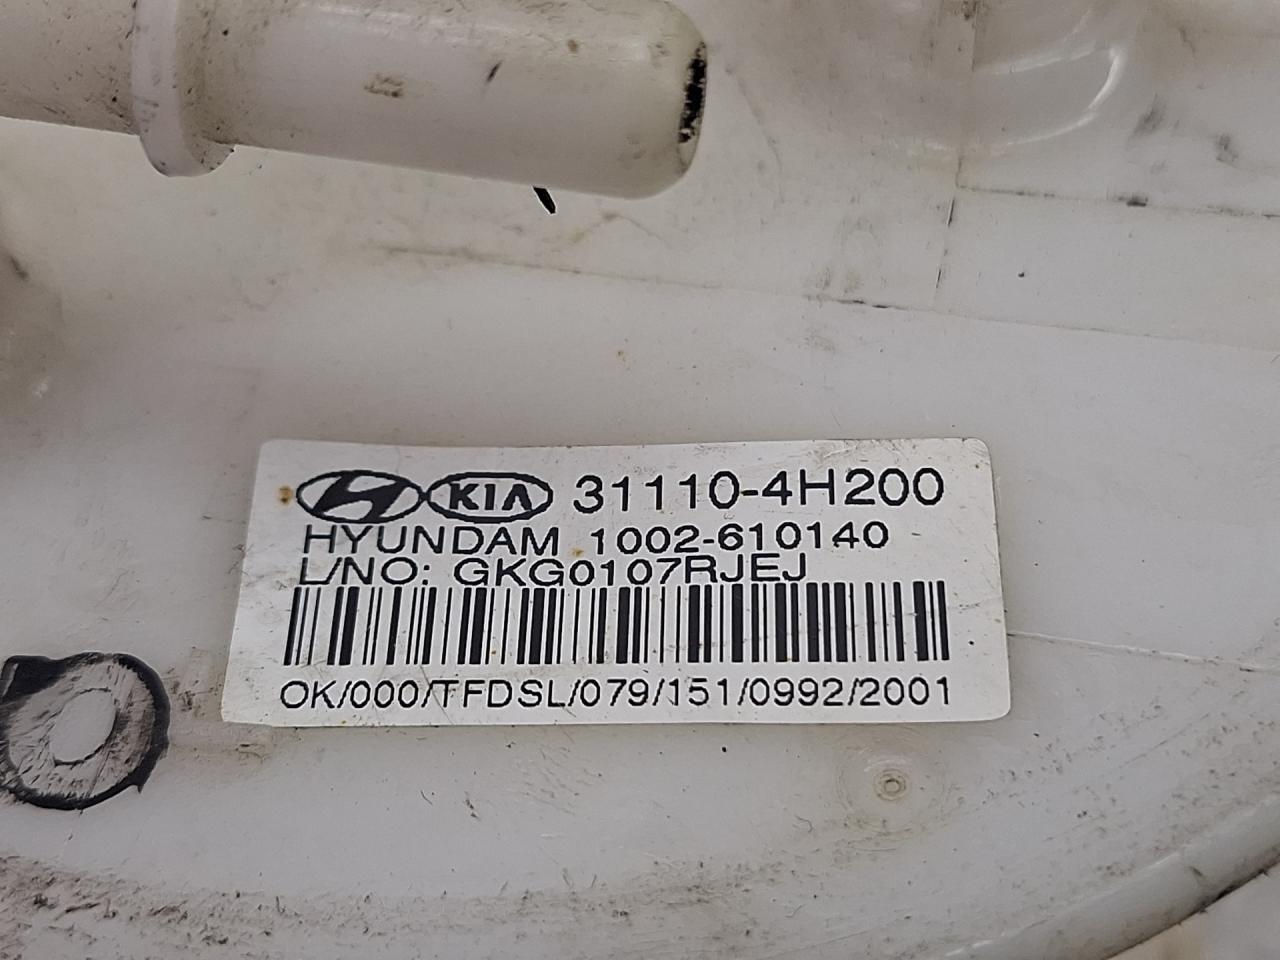 KIA 31110-4H200
HYUNDAM 1002-610140
L/NO: GKG0107RJEJ
OK/000/TFDSL/079/151/0992/2001